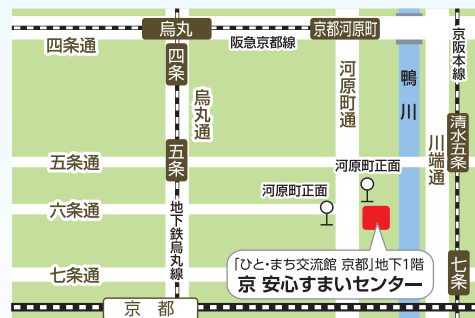 烏丸
京都河原町
四条通
阪急京都線
京阪本線
四条
烏丸通
河原町通
鴨川
清水五条
川端通
五条通
五条
河原町正面
河原町正面
六条通
地下鉄烏丸線
七条通
「ひと・まち交流館 京都」地下1階
京 安心すまいセンター
七条
京都